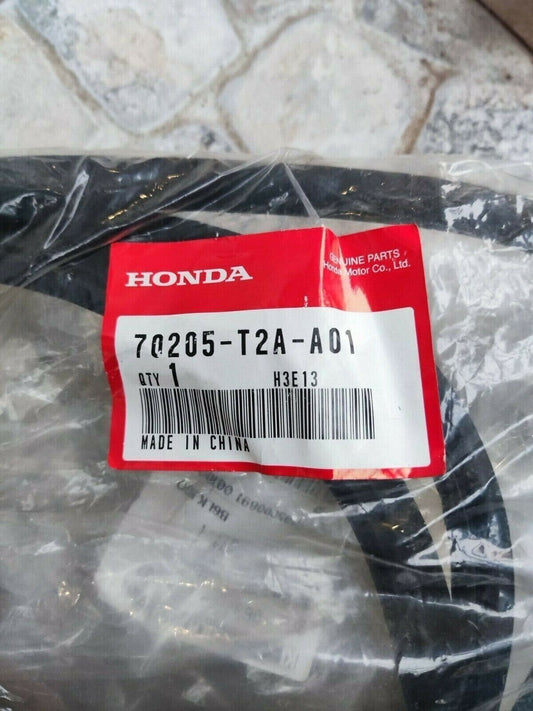 HONDA
GENUINE PARTS
Honda Motor Co., Ltd.
70205-T2A-A01
QTY 1 H3E13
MADE IN CHINA